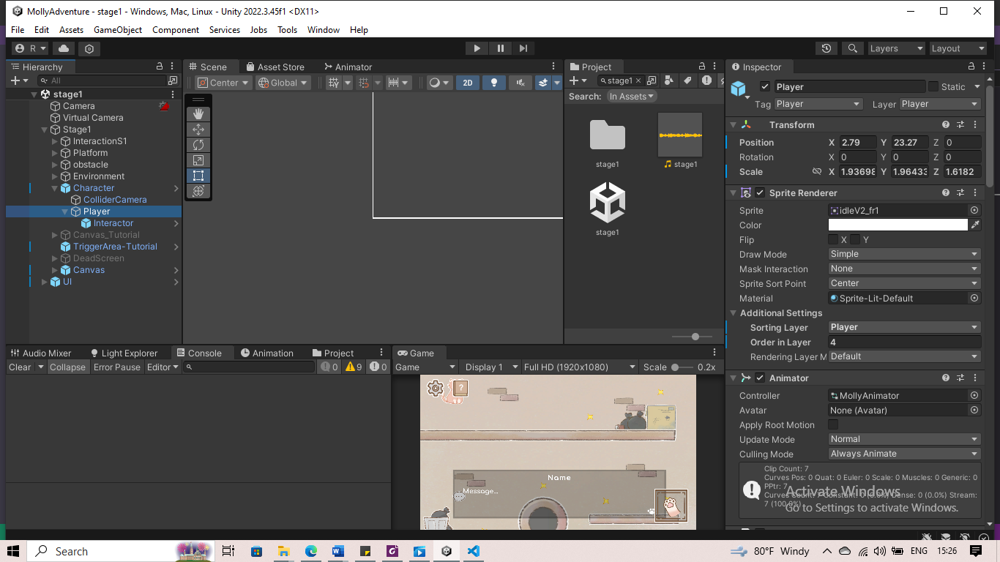 MollyAdventure - stage1 - Windows, Mac, Linux - Unity 2022.3.45f1 <DX11>
File Edit Assets GameObject Component Services Jobs Tools Window Help
R Layers Layout
Hierarchy
All
stage1
Camera
Virtual Camera
Stage1
InteractionS1
Platform
obstacle
Environment
Character
ColliderCamera
Player
Interactor
Canvas_Tutorial
TriggerArea-Tutorial
DeadScreen
Canvas
UI
Scene Asset Store Animator
Center Global 2D
Project
stage1
Search: In Assets
stage1 stage1
stage1
Inspector
Player Static
Tag Player Layer Player
Transform
Position X 2.79 Y 23.27 Z 0
Rotation X 0 Y 0 Z 0
Scale X 1.93698 Y 1.96433 Z 1.6182
Sprite Renderer
Sprite idleV2_fr1
Color
Flip X Y
Draw Mode Simple
Mask Interaction None
Sprite Sort Point Center
Material Sprite-Lit-Default
Additional Settings
Sorting Layer Player
Order in Layer 4
Rendering Layer M Default
Animator
Controller MollyAnimator
Avatar None (Avatar)
Apply Root Motion
Update Mode Normal
Culling Mode Always Animate
Clip Count: 7
Curves Pos: 0 Quat: 0 Euler: 0 Scale: 0 Muscles: 0 Generic: 0
PPtr: 7
Curves Count: 7 Constant: 0 (0.0%) Dense: 0 (0.0%) Stream:
7 (100.0%)
Activate Windows
Go to Settings to activate Windows.
Audio Mixer Light Explorer Console Animation Project
Clear Collapse Error Pause Editor 0 9 0
Game
Game Display 1 Full HD (1920x1080) Scale 0.2x
?
Name
Message...
Search 80°F Windy ENG 15:26